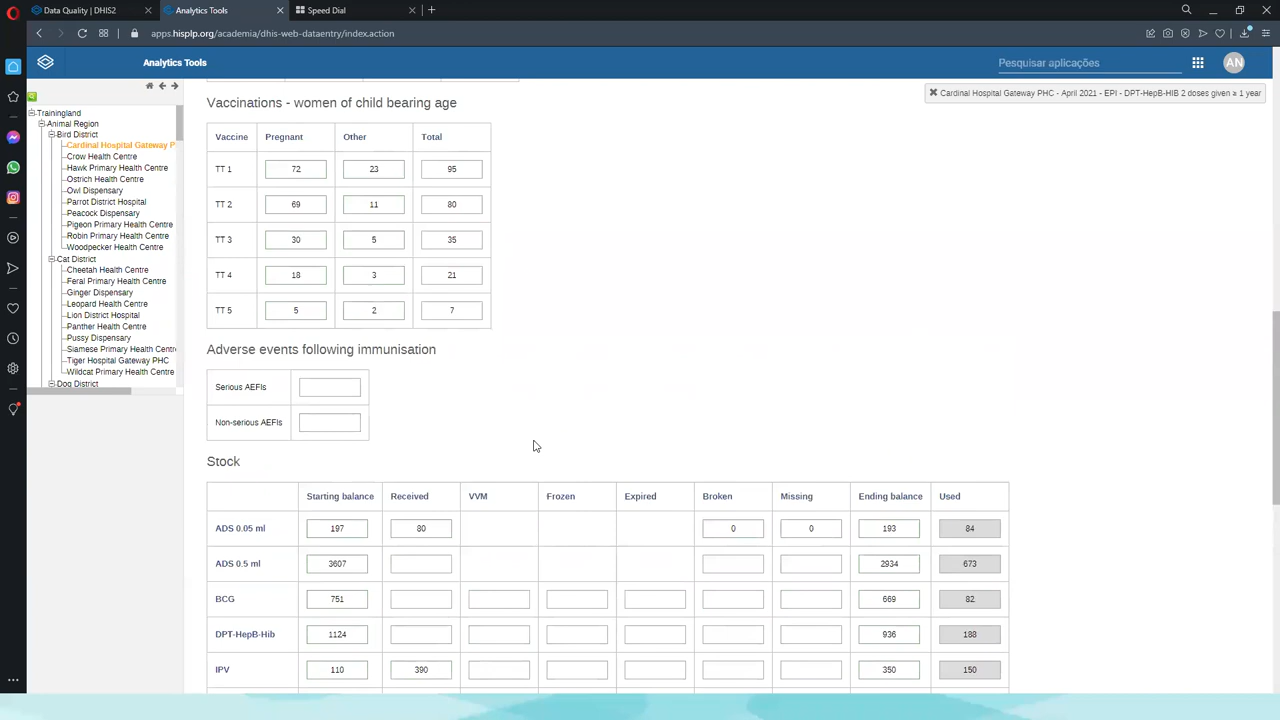 Data Quality | DHIS2
Analytics Tools
Speed Dial
apps.hisplp.org/academia/dhis-web-dataentry/index.action
Analytics Tools
Pesquisar aplicações
AN
Cardinal Hospital Gateway PHC - April 2021 - EPI - DPT-HepB-HIB 2 doses given ≥ 1 year
Trainingland
Animal Region
Bird District
Cardinal Hospital Gateway P
Crow Health Centre
Hawk Primary Health Centre
Ostrich Health Centre
Owl Dispensary
Parrot District Hospital
Peacock Dispensary
Pigeon Primary Health Centre
Robin Primary Health Centre
Woodpecker Health Centre
Cat District
Cheetah Health Centre
Feral Primary Health Centre
Ginger Dispensary
Leopard Health Centre
Lion District Hospital
Panther Health Centre
Pussy Dispensary
Siamese Primary Health Centre
Tiger Hospital Gateway PHC
Wildcat Primary Health Centre
Dog District
Vaccinations - women of child bearing age
Vaccine Pregnant Other Total
TT 1 72 23 95
TT 2 69 11 80
TT 3 30 5 35
TT 4 18 3 21
TT 5 5 2 7
Adverse events following immunisation
Serious AEFIs
Non-serious AEFIs
Stock
Starting balance Received VVM Frozen Expired Broken Missing Ending balance Used
ADS 0.05 ml 197 80 0 0 193 84
ADS 0.5 ml 3607 2934 673
BCG 751 669 82
DPT-HepB-Hib 1124 936 188
IPV 110 390 350 150